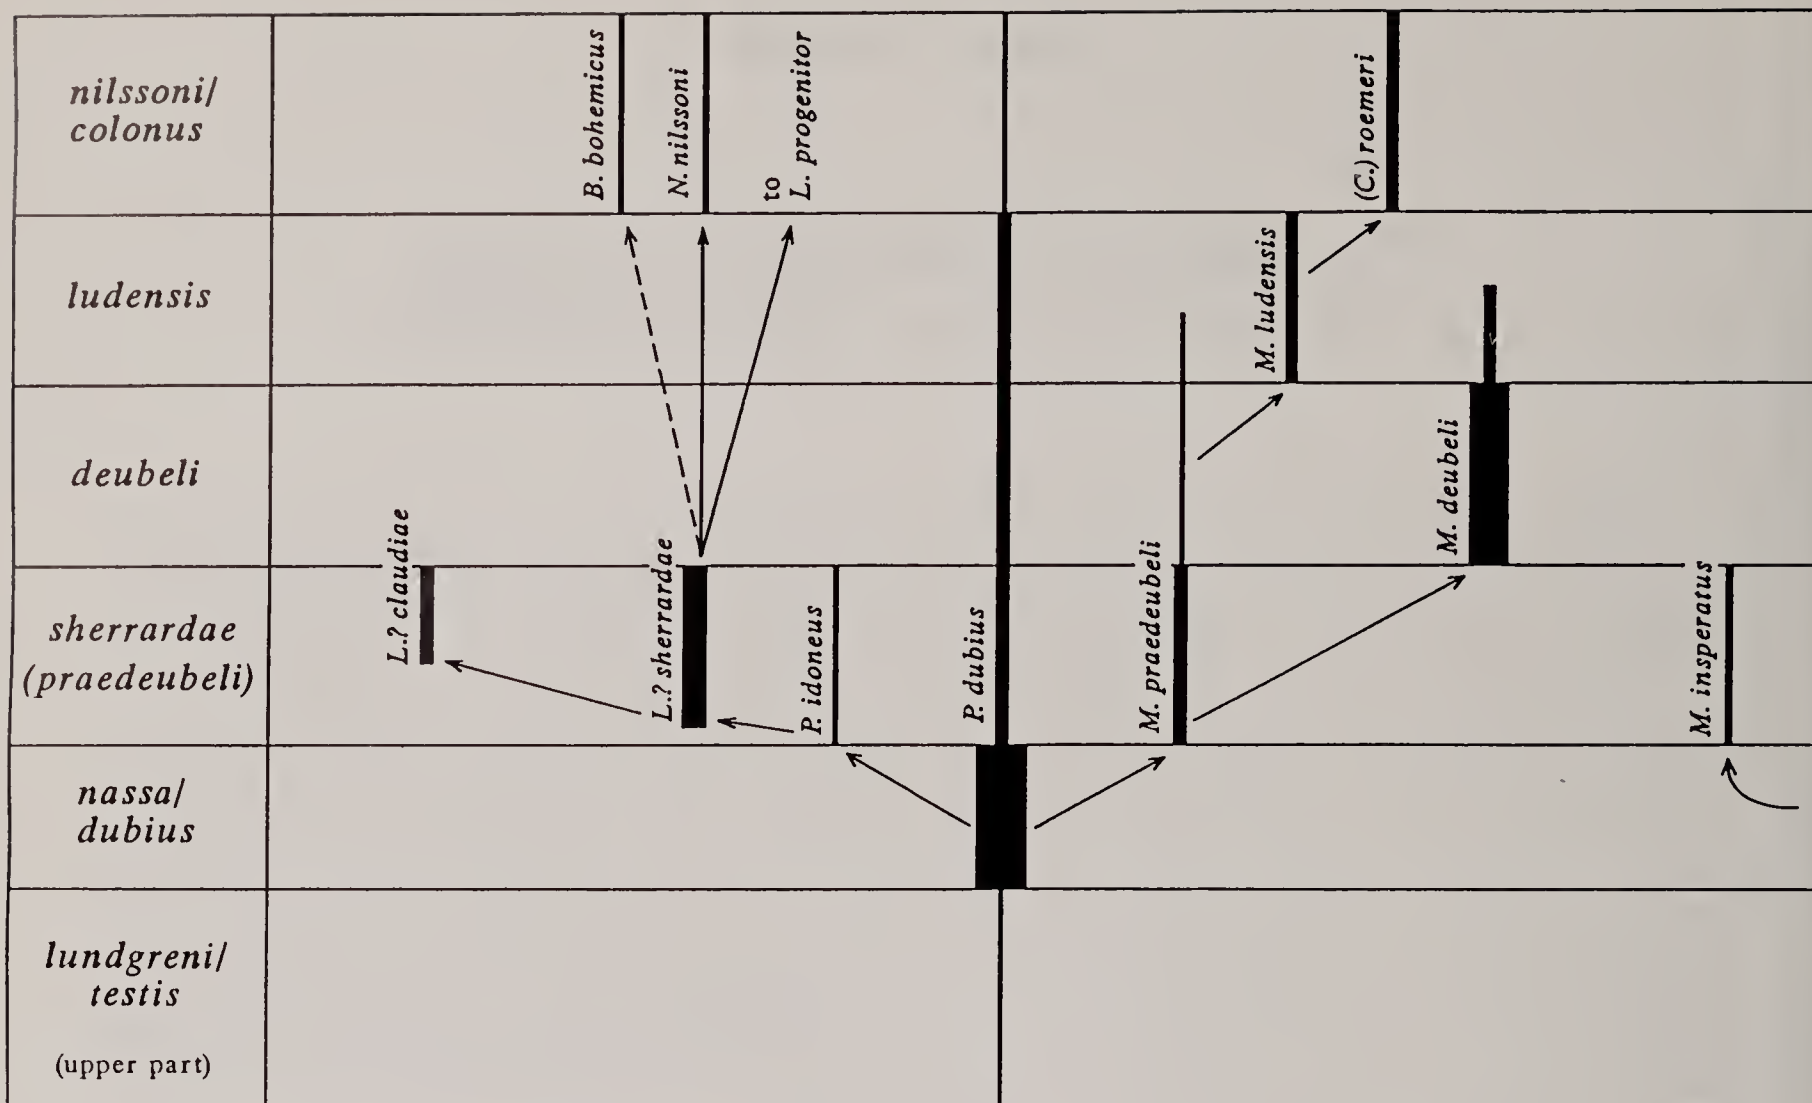 nilssoni/
colonus
B. bohemicus
N. nilssoni
to
L. progenitor
(C.) roemeri
ludensis
M. ludensis
deubeli
M. deubeli
sherrardae
(praedeubeli)
L.? claudiae
L.? sherrardae
P. idoneus
P. dubius
M. praedeubeli
M. insperatus
nassa/
dubius
lundgreni/
testis
(upper part)